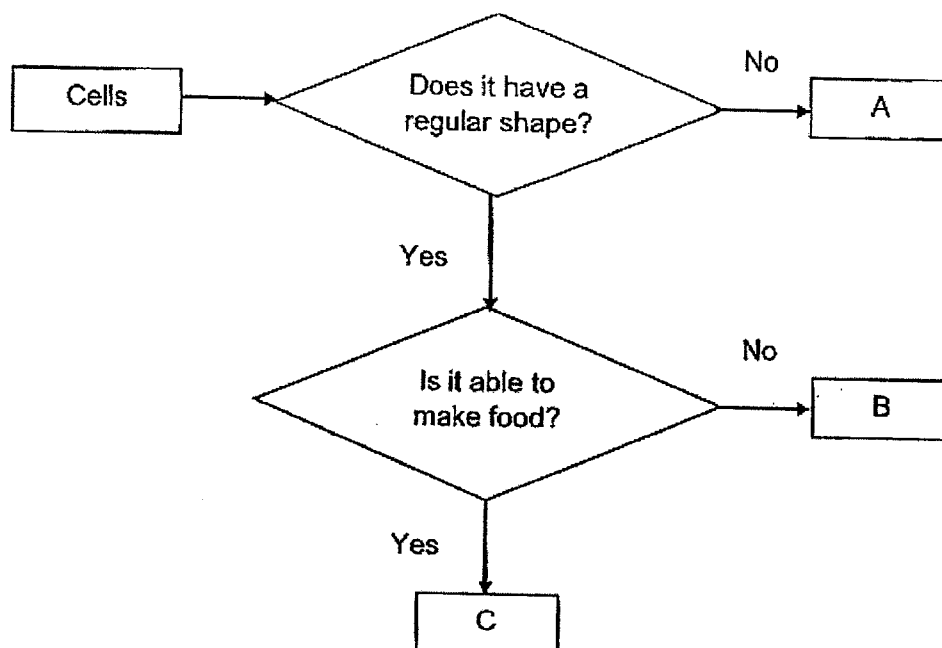 Cells
Does it have a
regular shape?
No
A
Yes
Is it able to
make food?
No
B
Yes
C